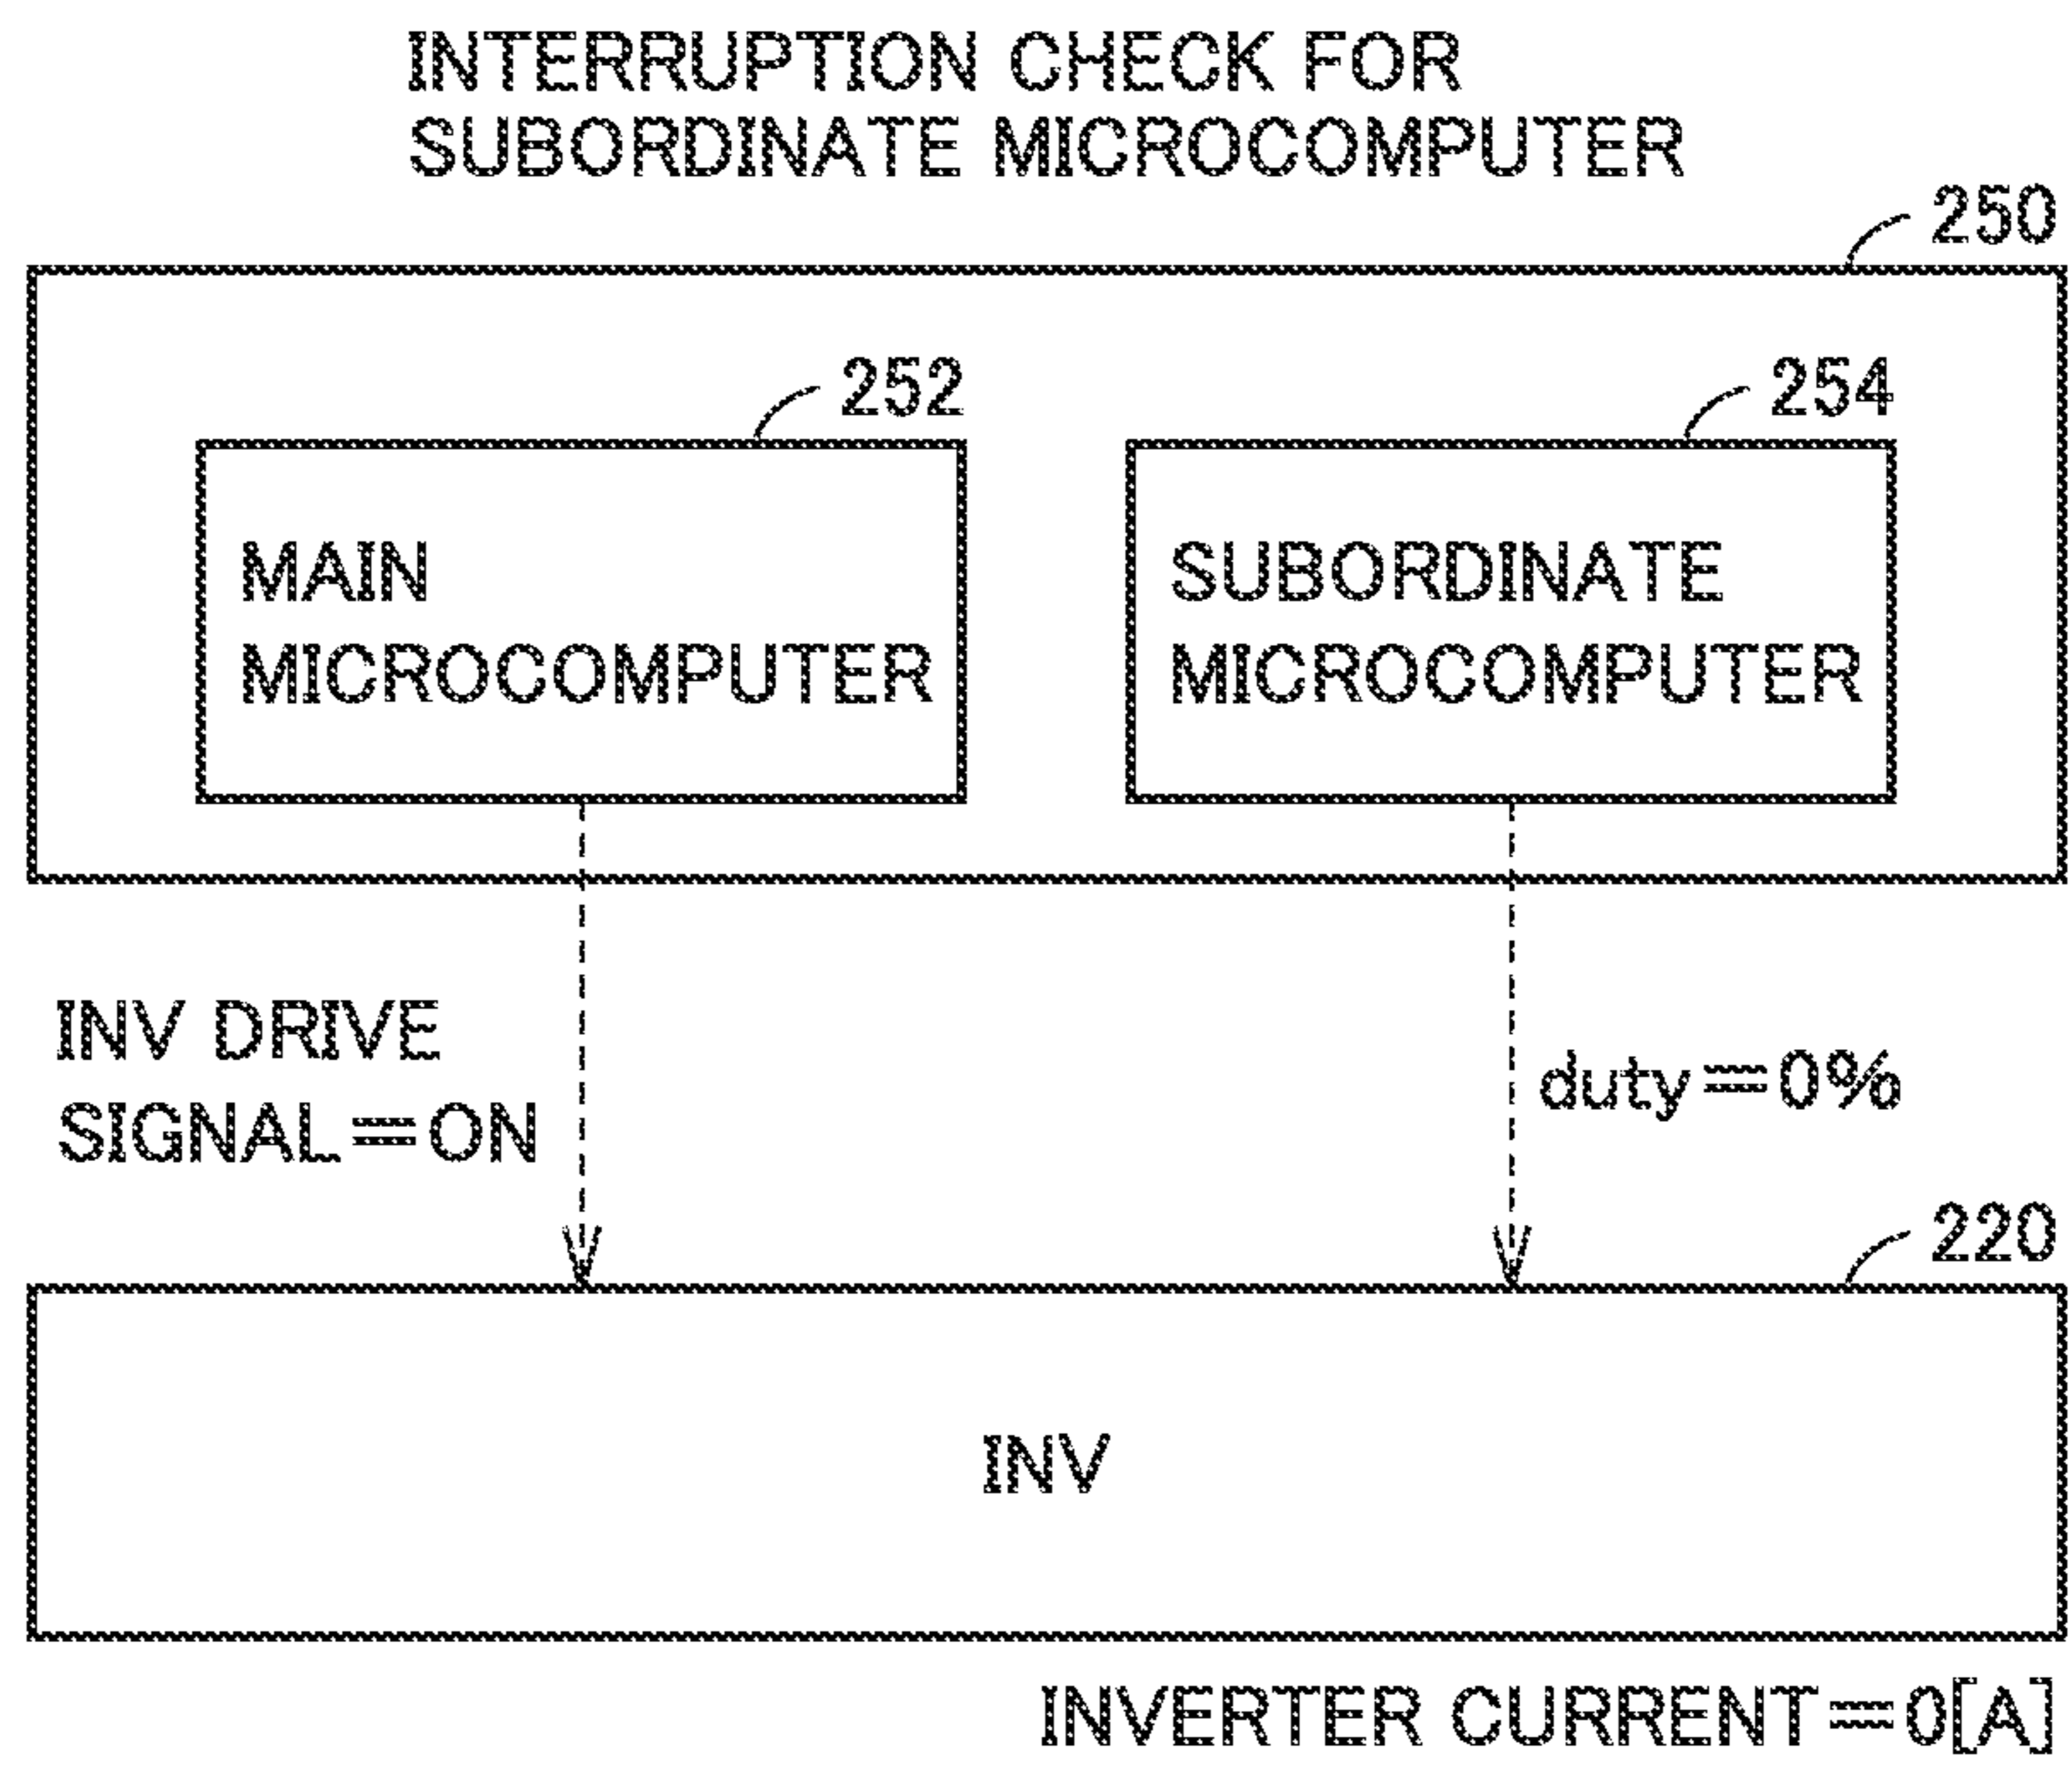 INTERRUPTION CHECK FOR
SUBORDINATE MICROCOMPUTER
250
252
254
MAIN
MICROCOMPUTER
SUBORDINATE
MICROCOMPUTER
INV DRIVE
SIGNAL=ON
duty=0%
220
INV
INVERTER CURRENT=0[A]